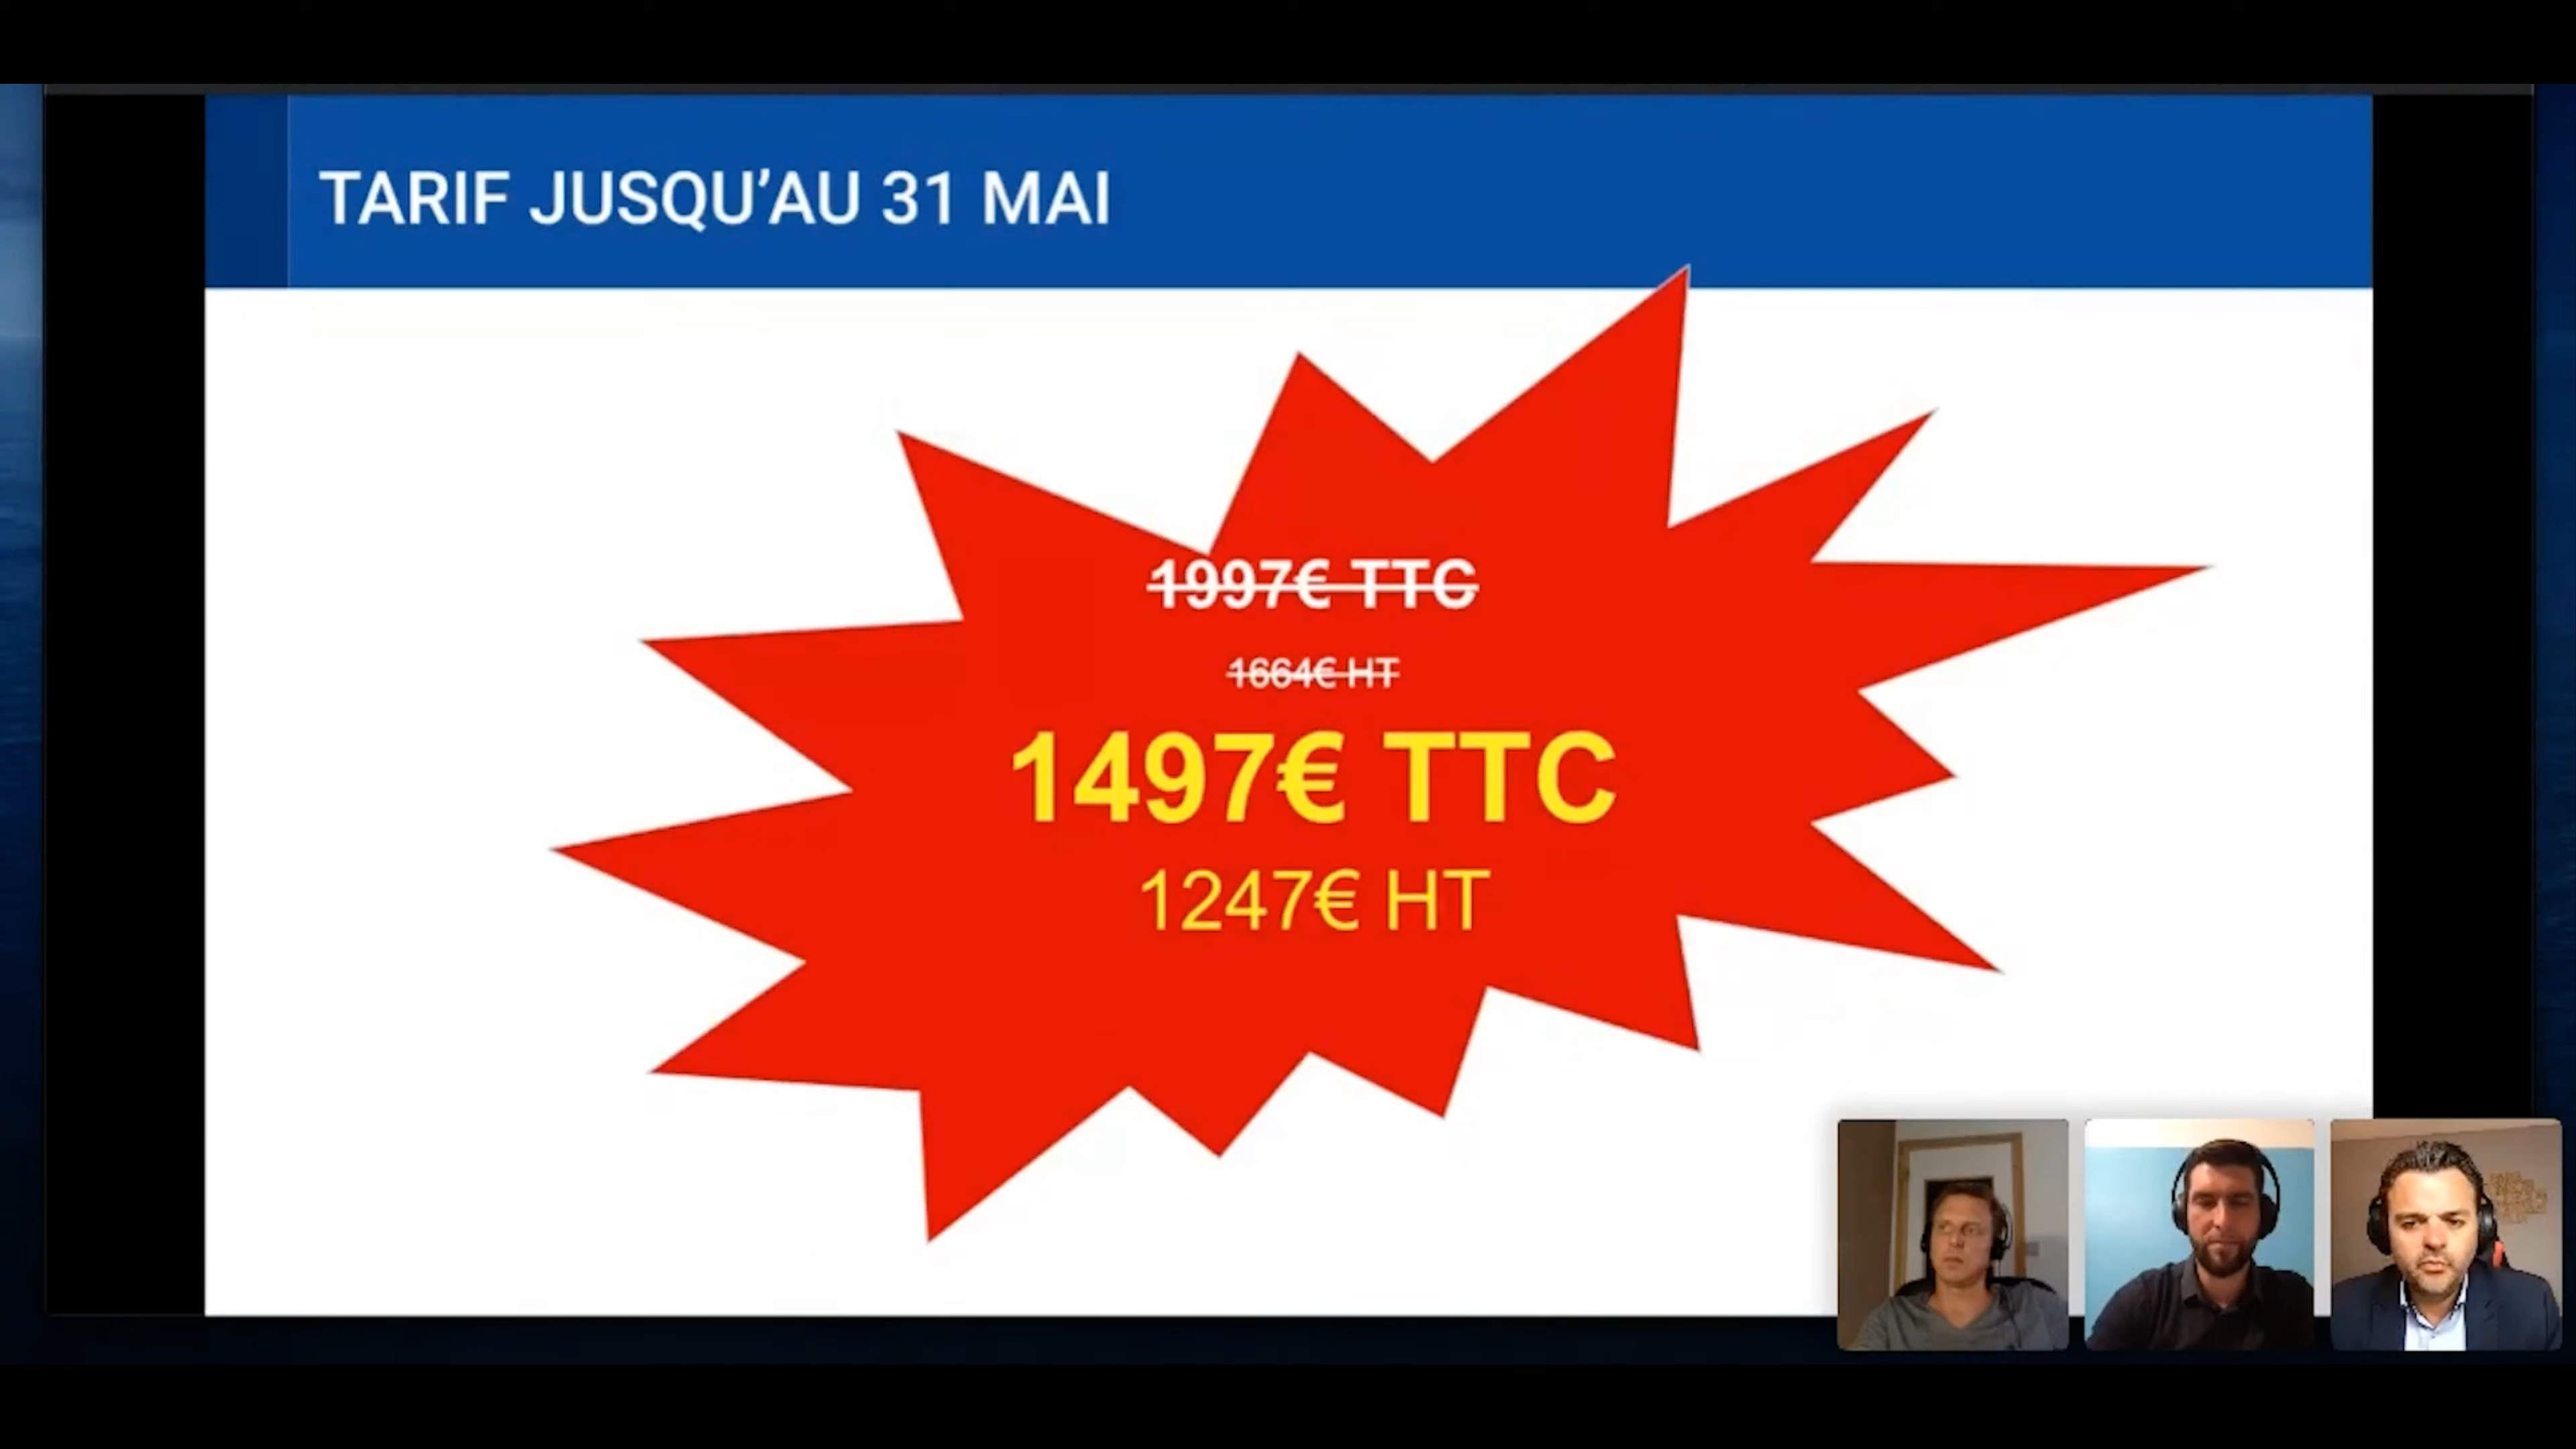 TARIF JUSQU’AU 31 MAI
1997€ TTC
1664€ HT
1497€ TTC
1247€ HT